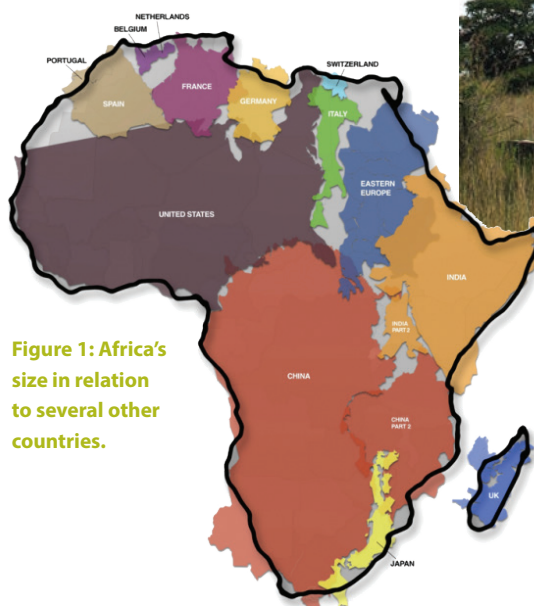 NETHERLANDS
BELGIUM
PORTUGAL
SWITZERLAND
SPAIN
FRANCE
GERMANY
ITALY
EASTERN
EUROPE
UNITED STATES
INDIA
INDIA
PART 2
CHINA
CHINA
PART 2
UK
JAPAN
Figure 1: Africa's
size in relation
to several other
countries.